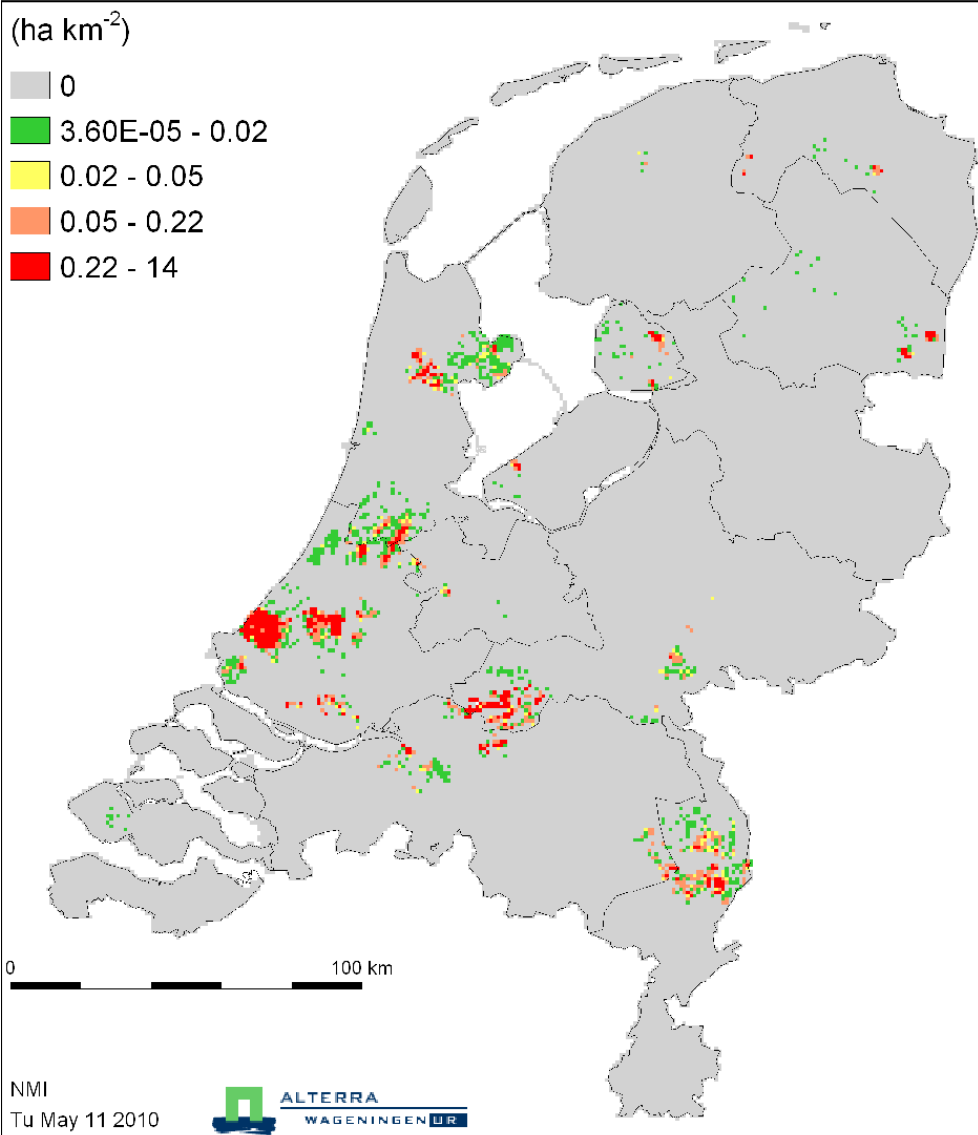 (ha km-2)
0
3.60E-05 - 0.02
0.02 - 0.05
0.05 - 0.22
0.22 - 14
0 100 km
NMI
Tu May 11 2010
ALTERRA
WAGENINGEN UR